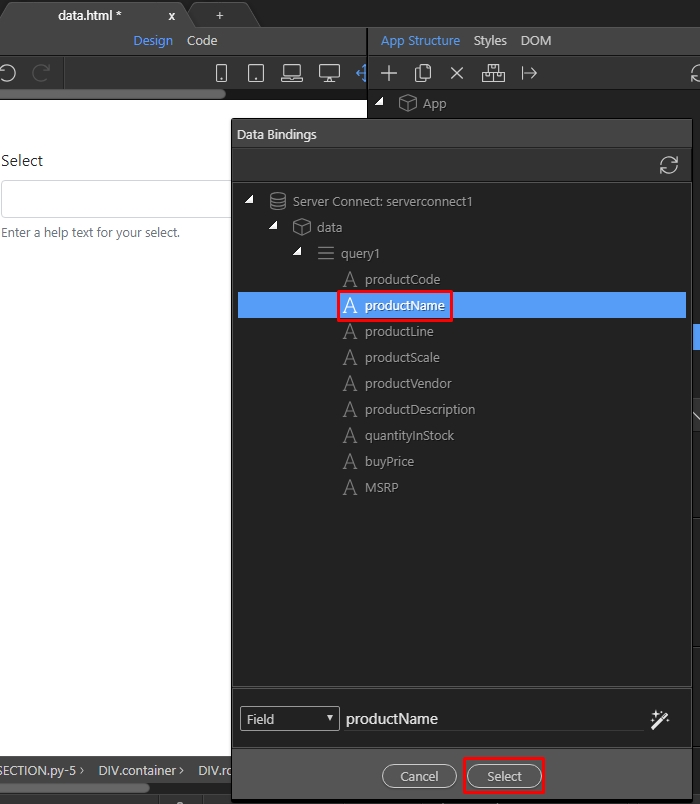 data.html * x +
Design Code
App Structure Styles DOM
App
Data Bindings
Select
Enter a help text for your select.
Server Connect: serverconnect1
data
query1
productCode
productName
productLine
productScale
productVendor
productDescription
quantityInStock
buyPrice
MSRP
Field productName
SECTION.py-5 › DIV.container › DIV.ro
Cancel Select